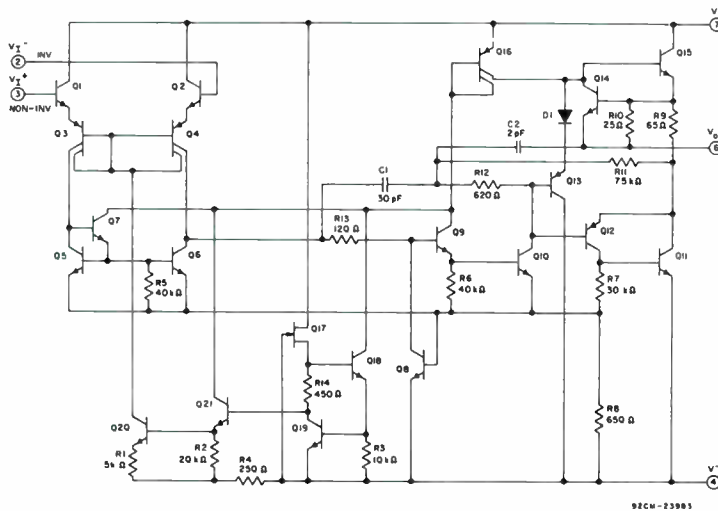 V
7
VI-
2
INV
VI+
3
NON-INV
Q1
Q2
Q3
Q4
Q16
Q15
Q14
D1
R10
25Ω
R9
65Ω
C2
2pF
6
R11
75kΩ
C1
30pF
R12
620Ω
Q13
Q7
R13
120Ω
Q12
Q5
Q6
Q9
Q10
Q11
R5
40kΩ
R6
40kΩ
R7
30kΩ
Q17
Q18
Q8
R14
450Ω
Q21
Q20
Q19
R8
650Ω
R1
5kΩ
R2
20kΩ
R4
250Ω
R3
10kΩ
V-
4
92CM-23983